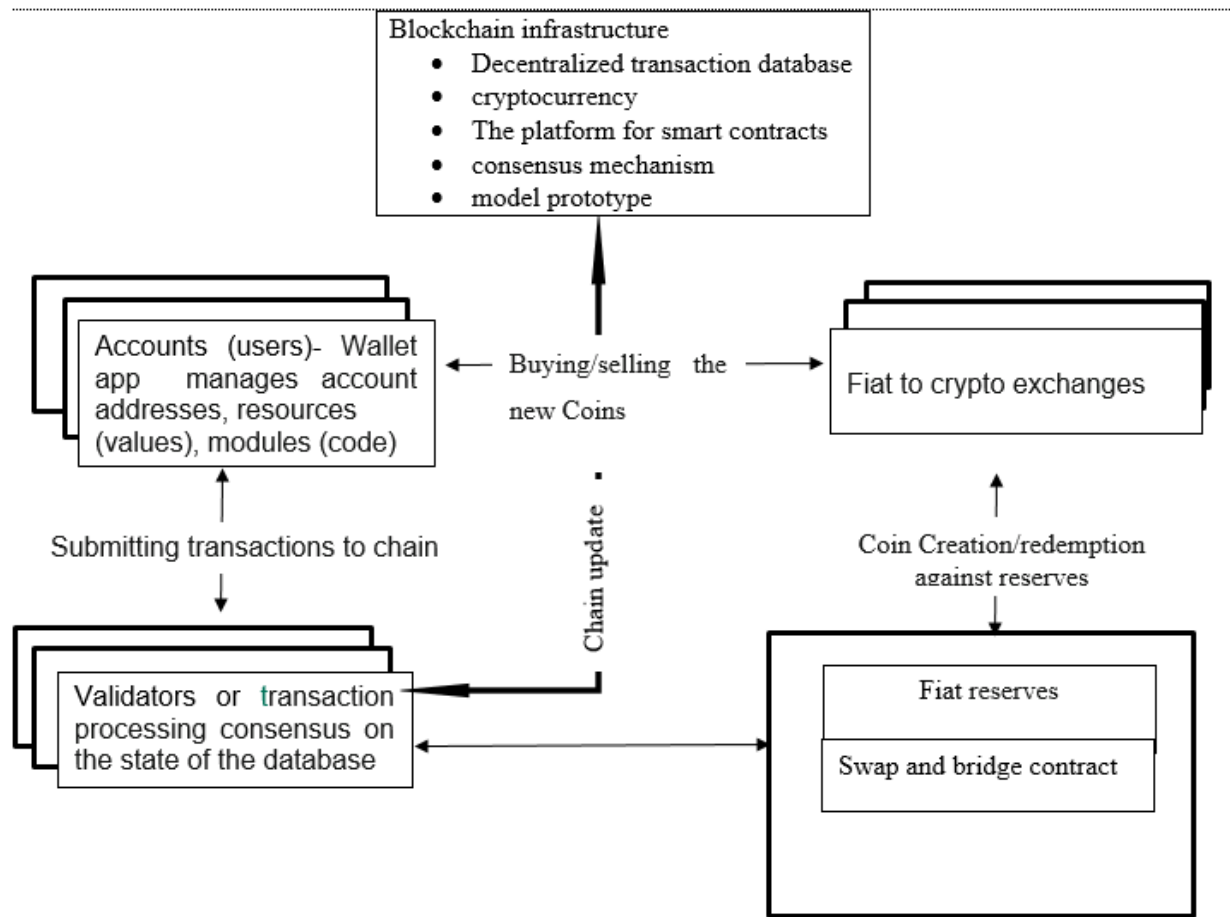 Blockchain infrastructure
• Decentralized transaction database
• cryptocurrency
• The platform for smart contracts
• consensus mechanism
• model prototype
Accounts (users)- Wallet
app manages account
addresses, resources
(values), modules (code)
Buying/selling the
new Coins
Fiat to crypto exchanges
Submitting transactions to chain
Chain update
Coin Creation/redemption
against reserves
Validators or transaction
processing consensus on
the state of the database
Fiat reserves
Swap and bridge contract